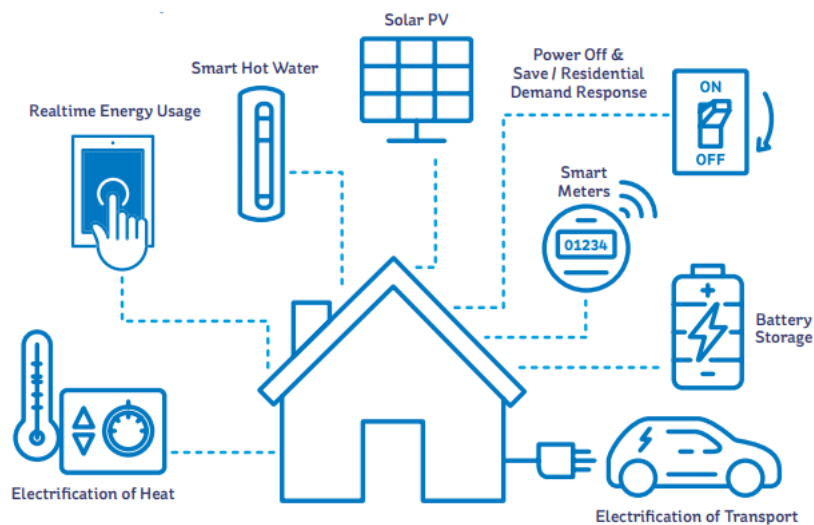 Solar PV
Smart Hot Water
Power Off &
Save / Residential
Demand Response
ON
OFF
Realtime Energy Usage
Smart
Meters
01234
Battery
Storage
Electrification of Heat
Electrification of Transport